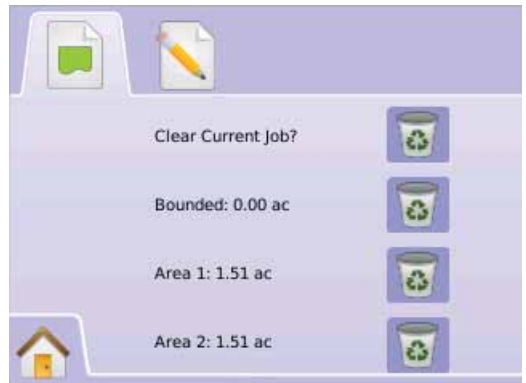 Clear Current Job?
Bounded: 0.00 ac
Area 1: 1.51 ac
Area 2: 1.51 ac